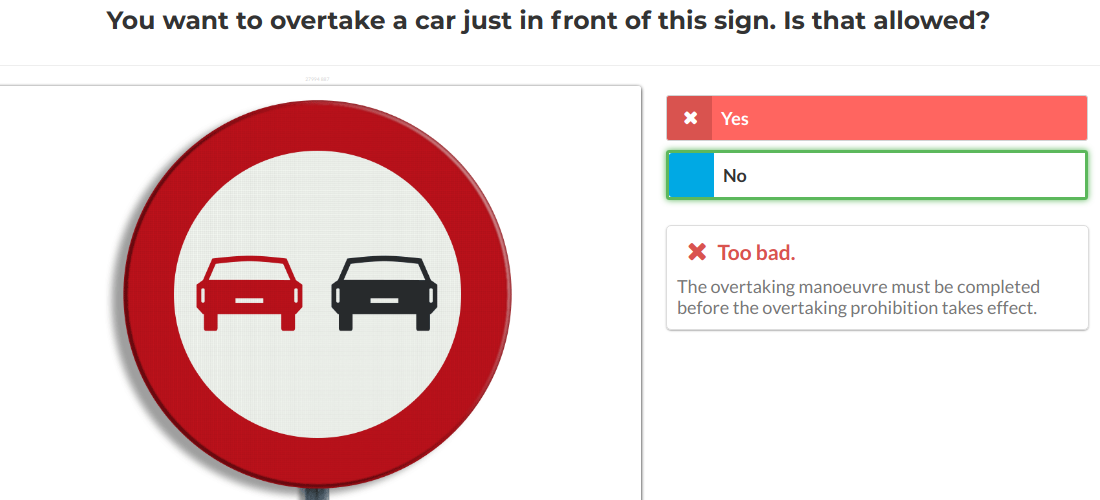 You want to overtake a car just in front of this sign. Is that allowed?
Yes
No
Too bad.
The overtaking manoeuvre must be completed
before the overtaking prohibition takes effect.